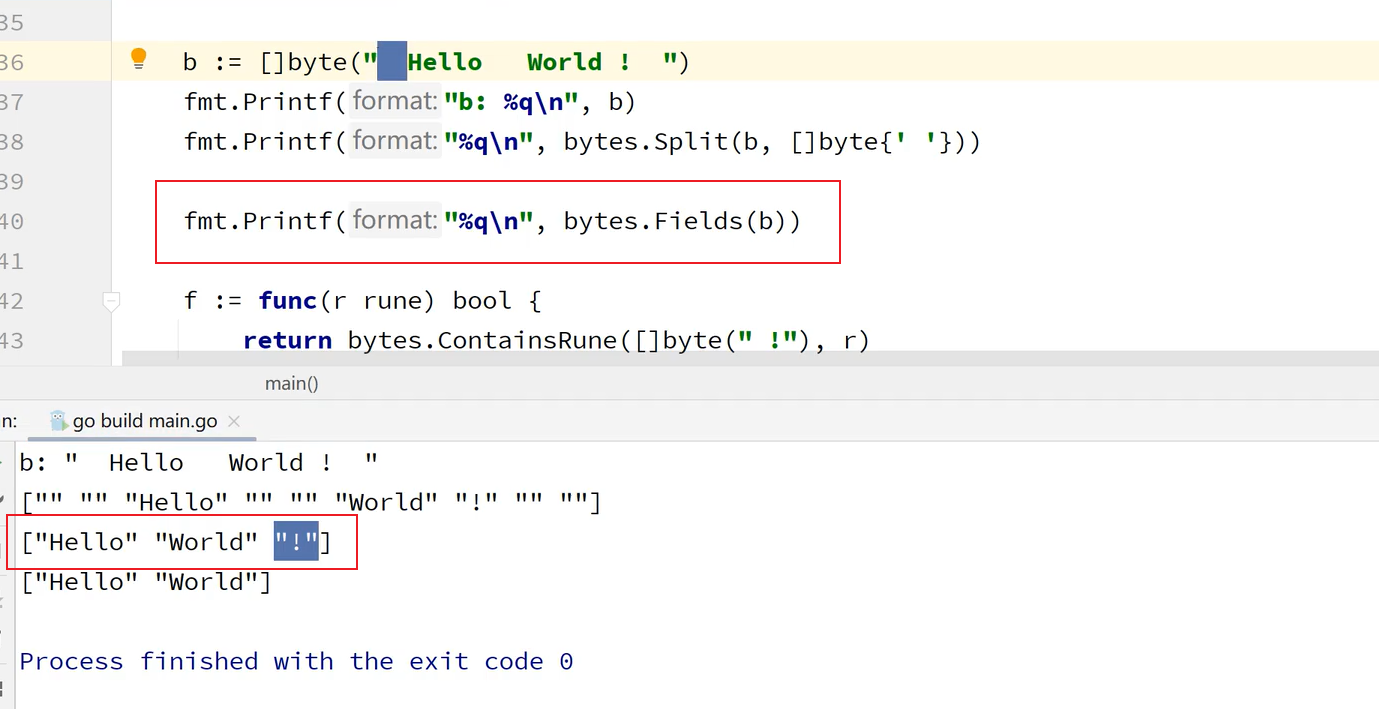 35
36 b := []byte("  Hello   World !  ")
37 fmt.Printf( format: "b: %q\n", b)
38 fmt.Printf( format: "%q\n", bytes.Split(b, []byte{' '}))
39
40 fmt.Printf( format: "%q\n", bytes.Fields(b))
41
42 f := func(r rune) bool {
43 return bytes.ContainsRune([]byte(" !"), r)
main()
n: go build main.go
b: "  Hello   World !  "
["" "" "Hello" "" "" "World" "!" "" ""]
["Hello" "World" "!"]
["Hello" "World"]
Process finished with the exit code 0